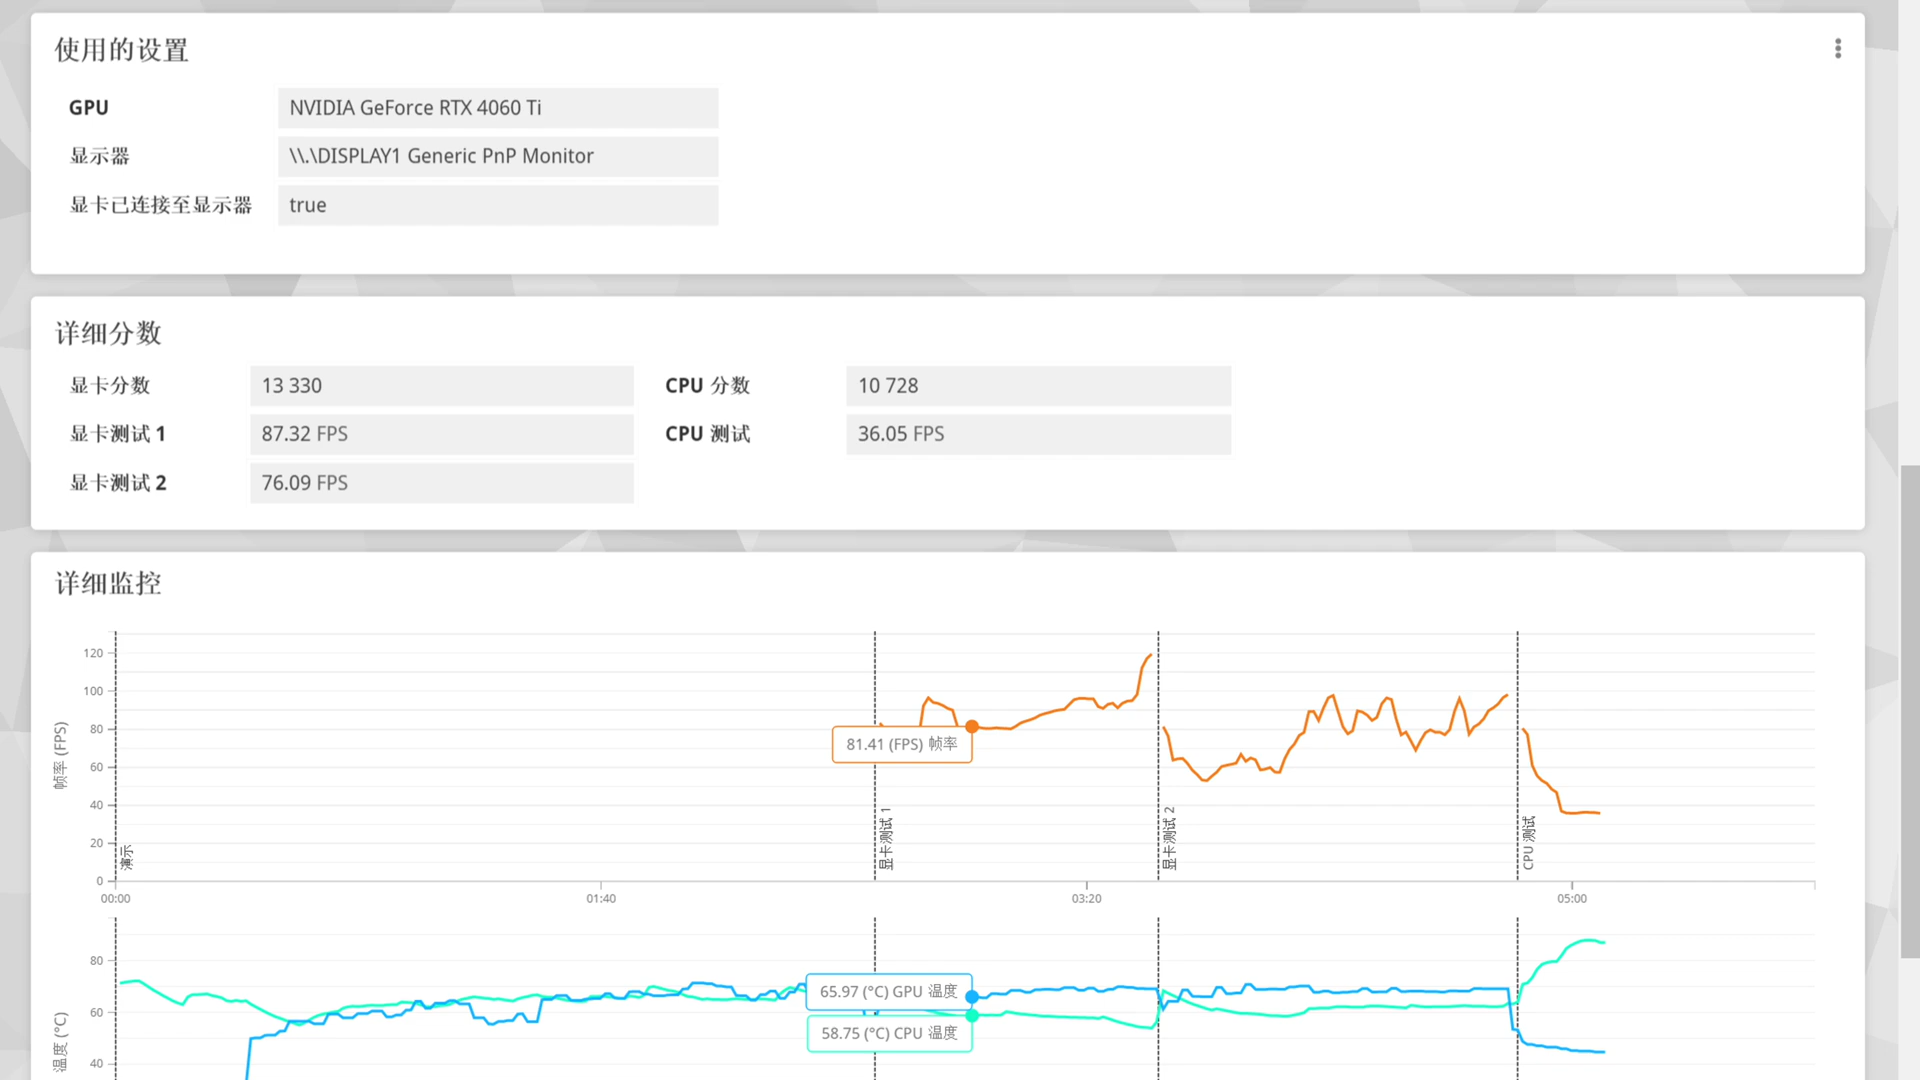 使用的设置
GPU NVIDIA GeForce RTX 4060 Ti
显示器 \\.\DISPLAY1 Generic PnP Monitor
显卡已连接至显示器 true
详细分数
显卡分数 13 330 CPU 分数 10 728
显卡测试 1 87.32 FPS CPU 测试 36.05 FPS
显卡测试 2 76.09 FPS
详细监控
帧率 (FPS)
120
100
80
60
40
20
0
81.41 (FPS) 帧率
演示
显卡测试 1
显卡测试 2
CPU 测试
00:00 01:40 03:20 05:00
温度 (°C)
80
60
40
65.97 (°C) GPU 温度
58.75 (°C) CPU 温度